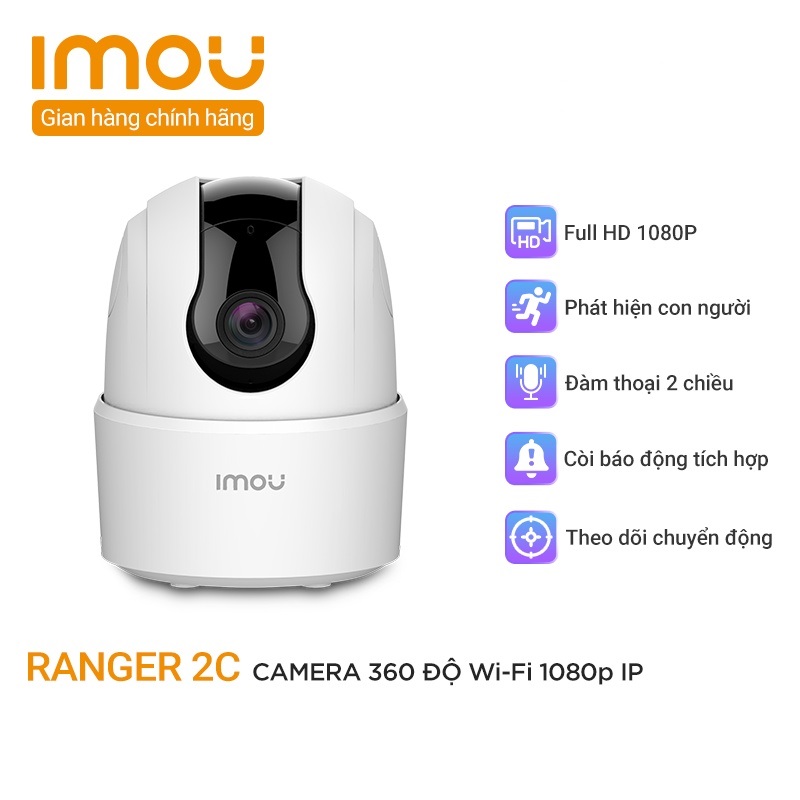 imou
Gian hàng chính hãng
HD
Full HD 1080P
Phát hiện con người
Đàm thoại 2 chiều
Còi báo động tích hợp
Theo dõi chuyển động
imou
RANGER 2C CAMERA 360 ĐỘ Wi-Fi 1080p IP